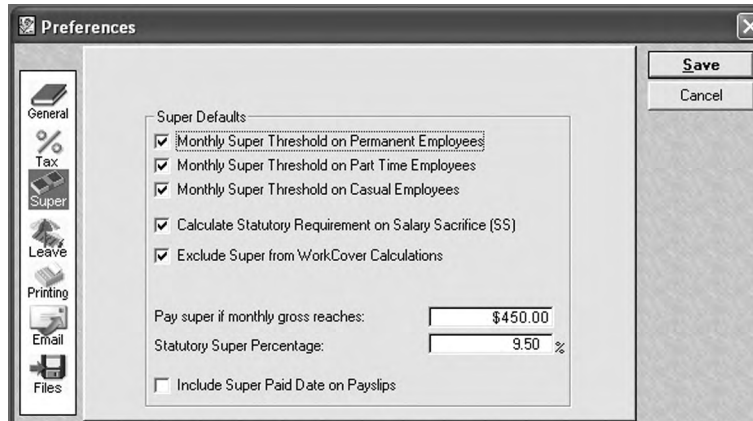 Preferences
Save
Cancel
General
Tax
Super
Leave
Printing
Email
Files
Super Defaults
Monthly Super Threshold on Permanent Employees
Monthly Super Threshold on Part Time Employees
Monthly Super Threshold on Casual Employees
Calculate Statutory Requirement on Salary Sacrifice (SS)
Exclude Super from WorkCover Calculations
Pay super if monthly gross reaches: $450.00
Statutory Super Percentage: 9.50 %
Include Super Paid Date on Payslips